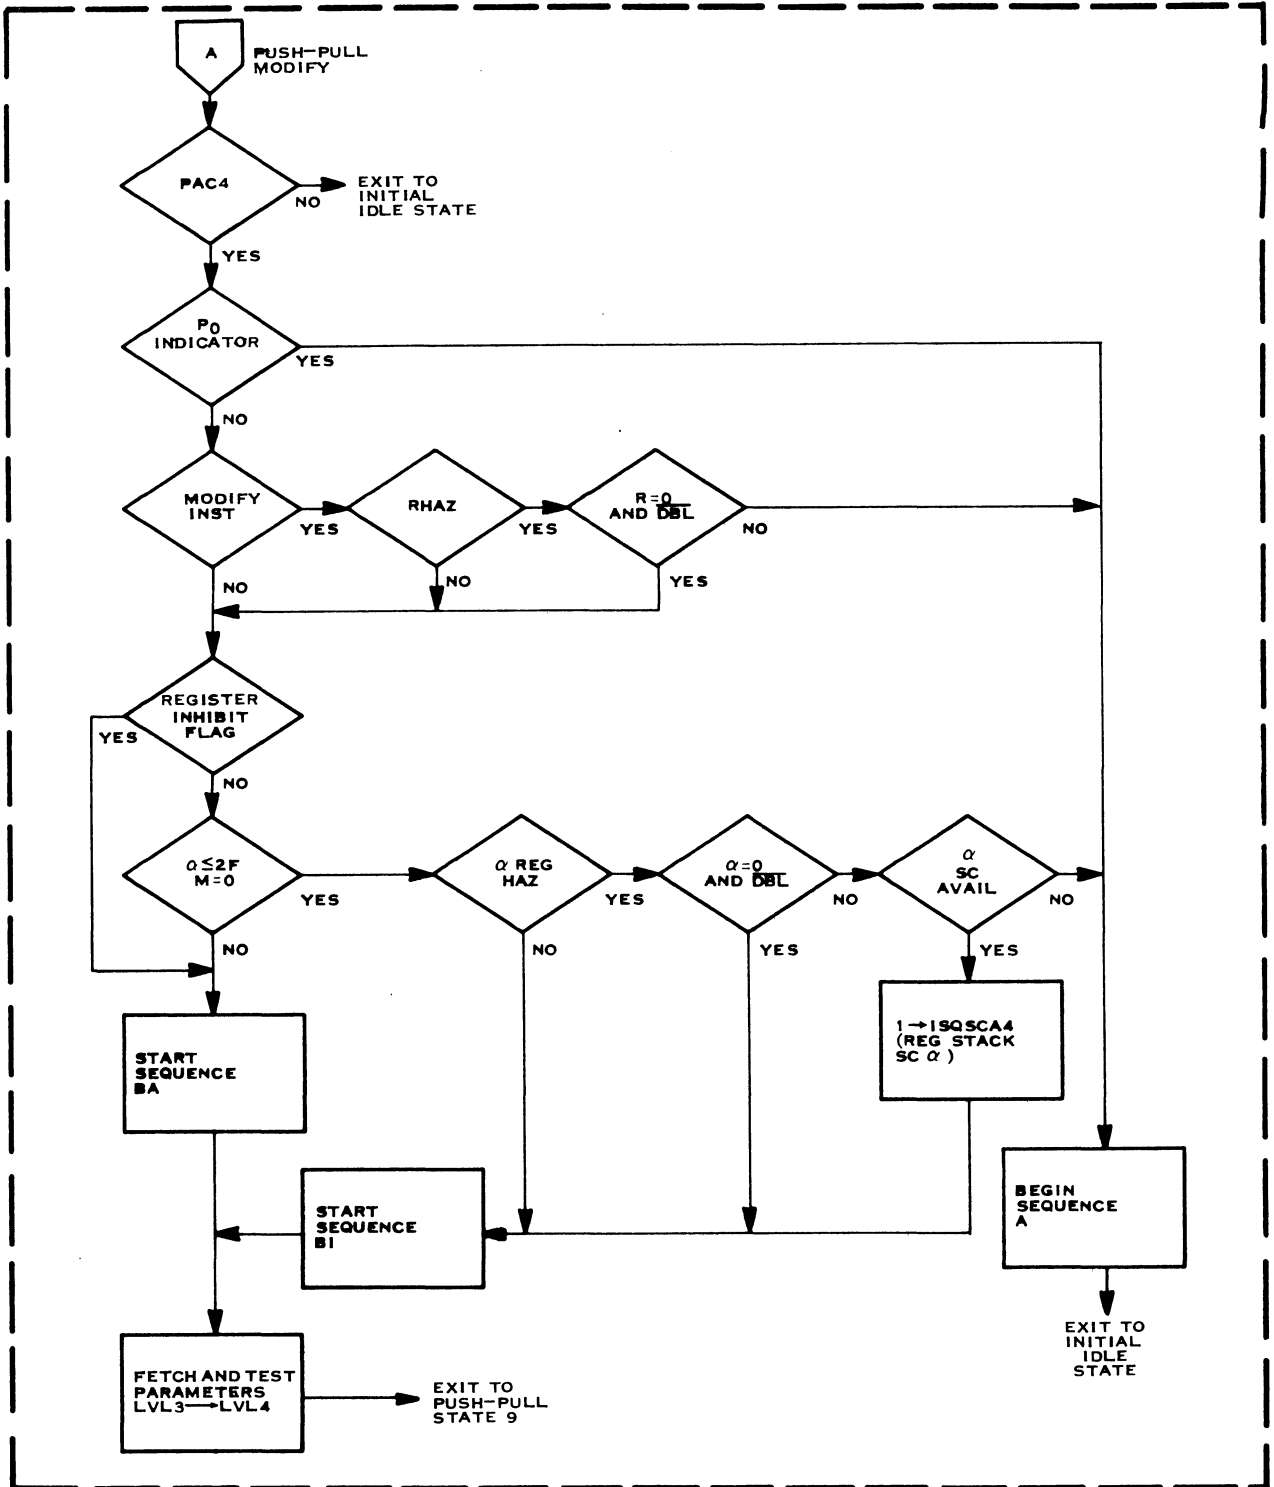 A
PUSH-PULL
MODIFY
PAC4
NO
EXIT TO
INITIAL
IDLE STATE
YES
P0
INDICATOR
YES
NO
MODIFY
INST
YES
RHAZ
YES
R=0
AND DBL
NO
NO
NO
YES
REGISTER
INHIBIT
FLAG
YES
NO
α≤2F
M=0
YES
α REG
HAZ
YES
α=0
AND DBL
NO
α
SC
AVAIL
NO
NO
NO
YES
YES
1→ISQSCA4
(REG STACK
SC α )
START
SEQUENCE
BA
START
SEQUENCE
BI
BEGIN
SEQUENCE
A
EXIT TO
INITIAL
IDLE
STATE
FETCH AND TEST
PARAMETERS
LVL3→LVL4
EXIT TO
PUSH-PULL
STATE 9